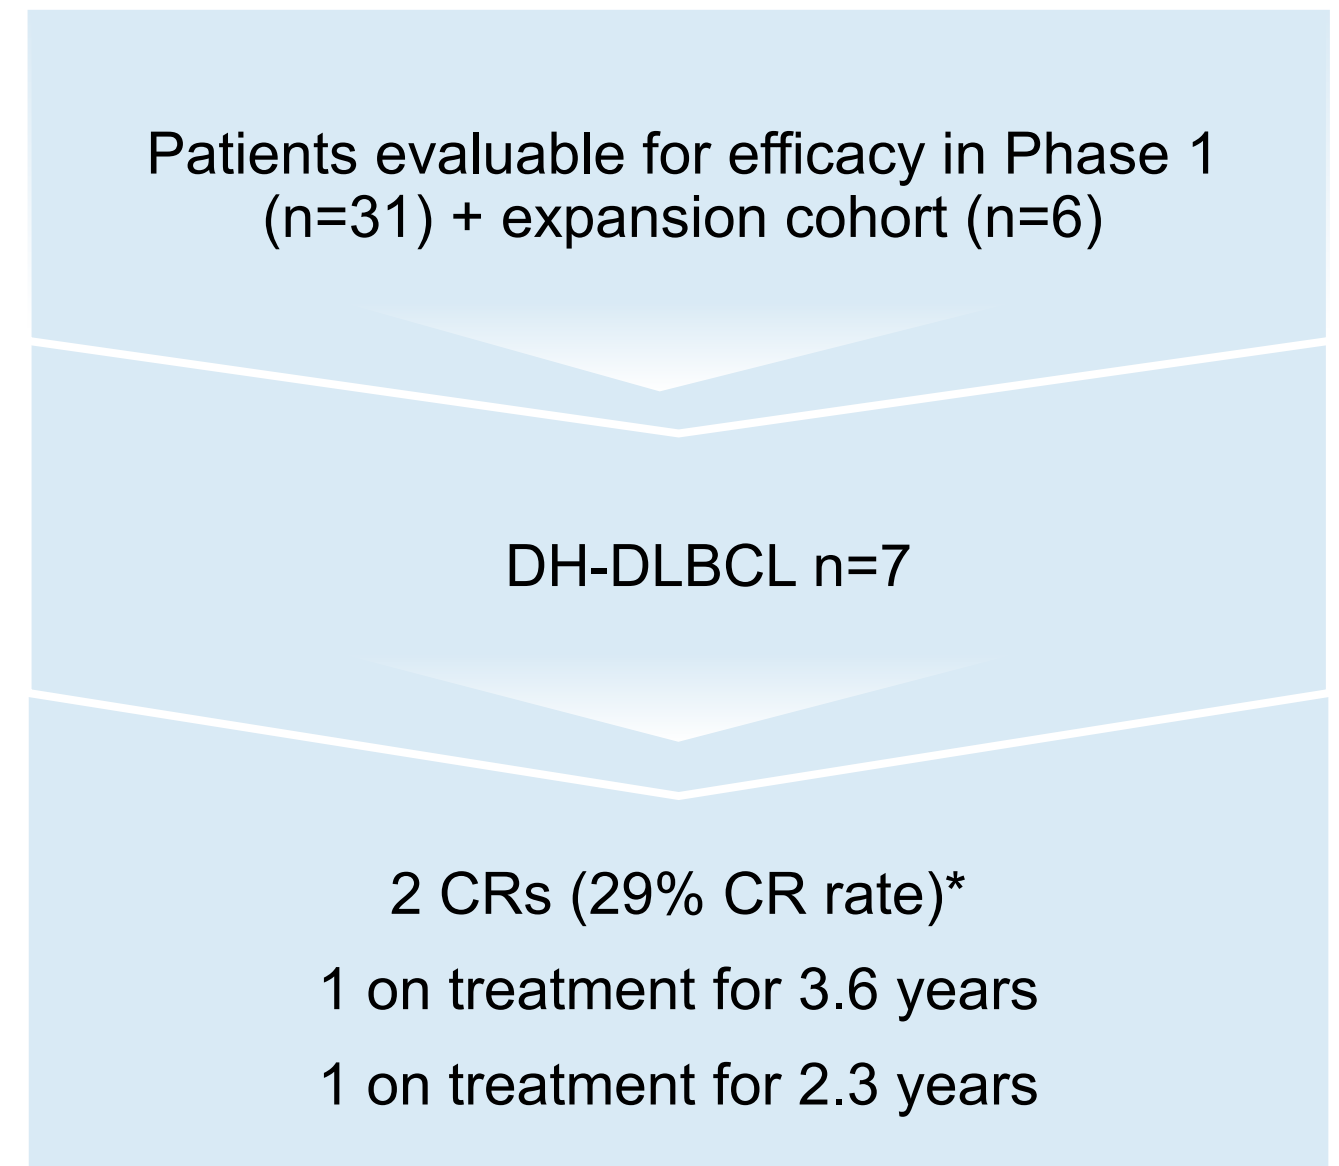 Patients evaluable for efficacy in Phase 1
(n=31) + expansion cohort (n=6)
DH-DLBCL n=7
2 CRs (29% CR rate)*
1 on treatment for 3.6 years
1 on treatment for 2.3 years